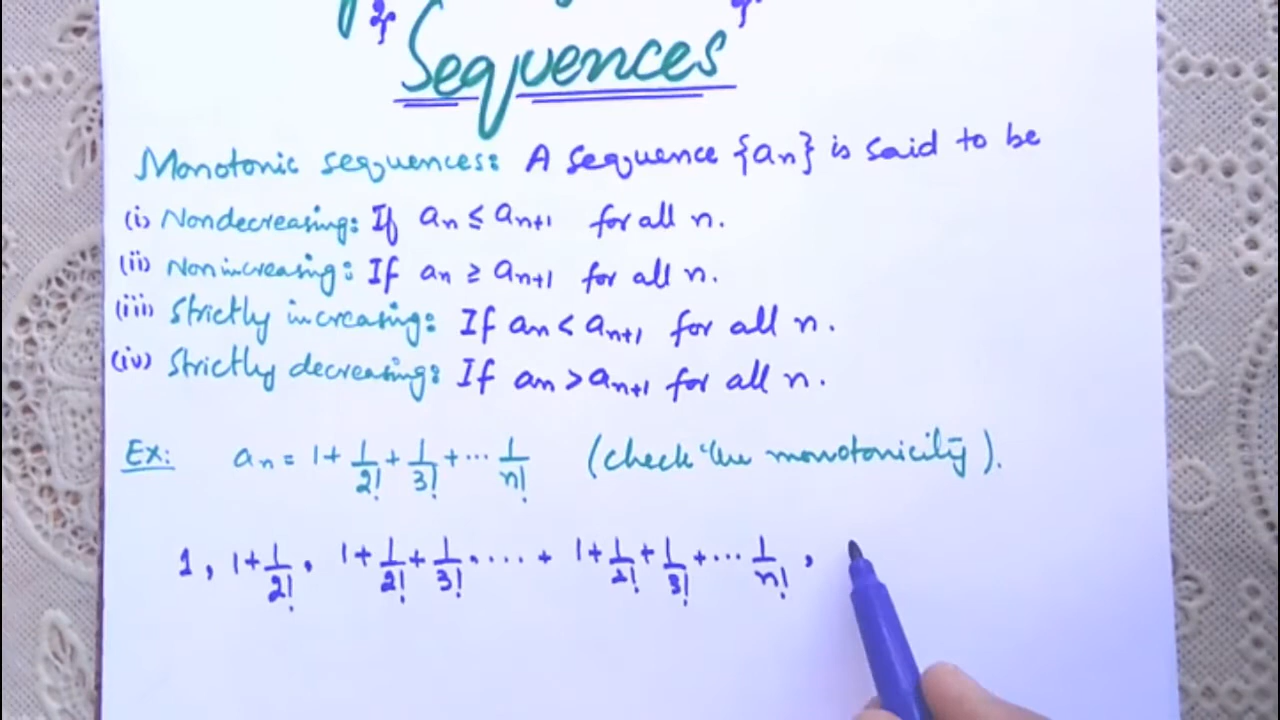 Sequences
Monotonic sequences: A sequence {an} is said to be
(i) Nondecreasing: If an ≤ an+1 for all n.
(ii) Nonincreasing: If an ≥ an+1 for all n.
(iii) Strictly increasing: If an < an+1 for all n.
(iv) Strictly decreasing: If an > an+1 for all n.
Ex: an = 1 + 1/2! + 1/3! + ... 1/n! (check the monotonicity).
1, 1 + 1/2!, 1 + 1/2! + 1/3!, .... + 1 + 1/2! + 1/3! + ... 1/n!,